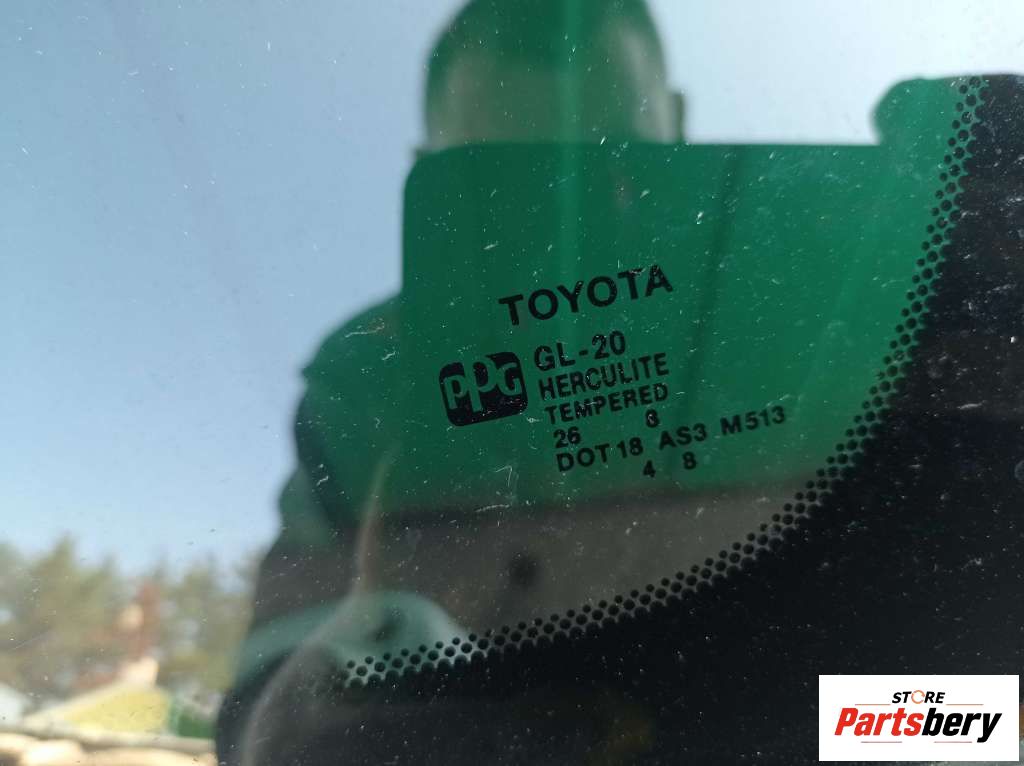 TOYOTA
PPG
GL-20
HERCULITE
TEMPERED
26 8
DOT 18 AS3 M513
4 8
STORE
Partsbery